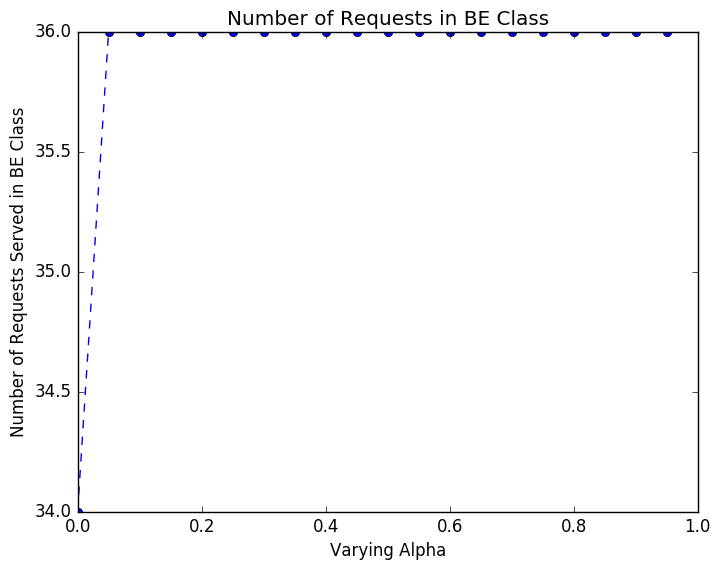 Number of Requests in BE Class
Number of Requests Served in BE Class
36.0
35.5
35.0
34.5
34.0
0.0 0.2 0.4 0.6 0.8 1.0
Varying Alpha